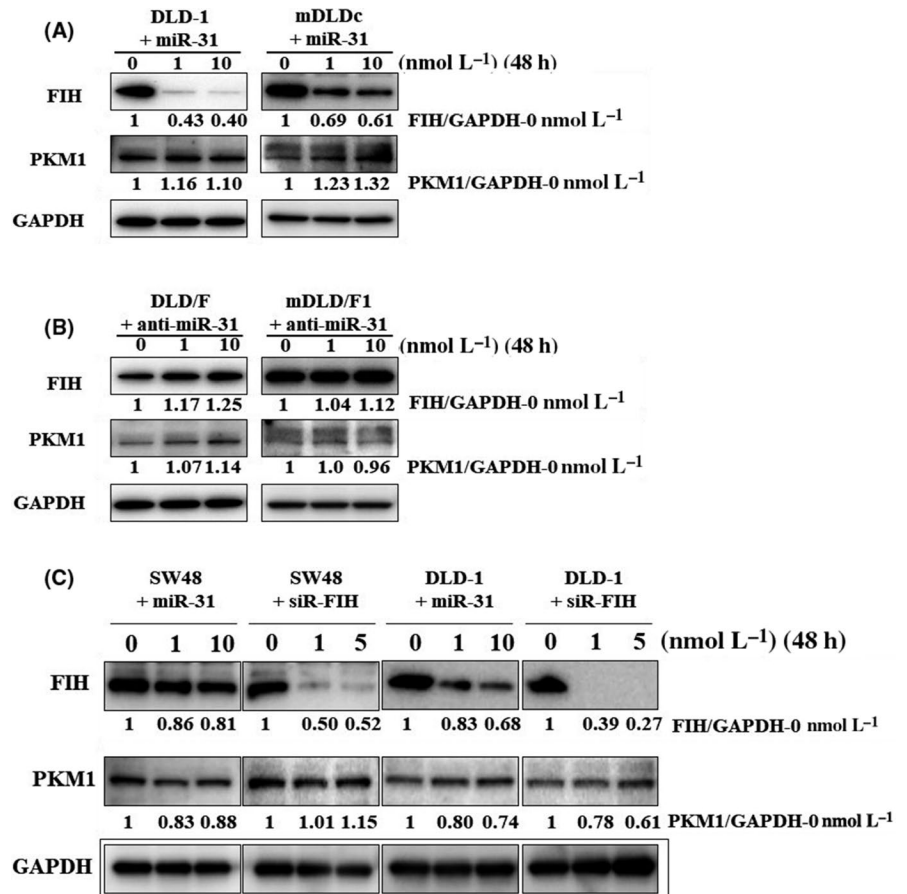 (A)
DLD-1 mDLDc
+ miR-31 + miR-31
0 1 10 0 1 10 (nmol L⁻¹) (48 h)
FIH
1 0.43 0.40 1 0.69 0.61 FIH/GAPDH-0 nmol L⁻¹
PKM1
1 1.16 1.10 1 1.23 1.32 PKM1/GAPDH-0 nmol L⁻¹
GAPDH
(B)
DLD/F mDLD/F1
+ anti-miR-31 + anti-miR-31
0 1 10 0 1 10 (nmol L⁻¹) (48 h)
FIH
1 1.17 1.25 1 1.04 1.12 FIH/GAPDH-0 nmol L⁻¹
PKM1
1 1.07 1.14 1 1.0 0.96 PKM1/GAPDH-0 nmol L⁻¹
GAPDH
(C)
SW48 SW48 DLD-1 DLD-1
+ miR-31 + siR-FIH + miR-31 + siR-FIH
0 1 10 0 1 5 0 1 10 0 1 5 (nmol L⁻¹) (48 h)
FIH
1 0.86 0.81 1 0.50 0.52 1 0.83 0.68 1 0.39 0.27 FIH/GAPDH-0 nmol L⁻¹
PKM1
1 0.83 0.88 1 1.01 1.15 1 0.80 0.74 1 0.78 0.61 PKM1/GAPDH-0 nmol L⁻¹
GAPDH